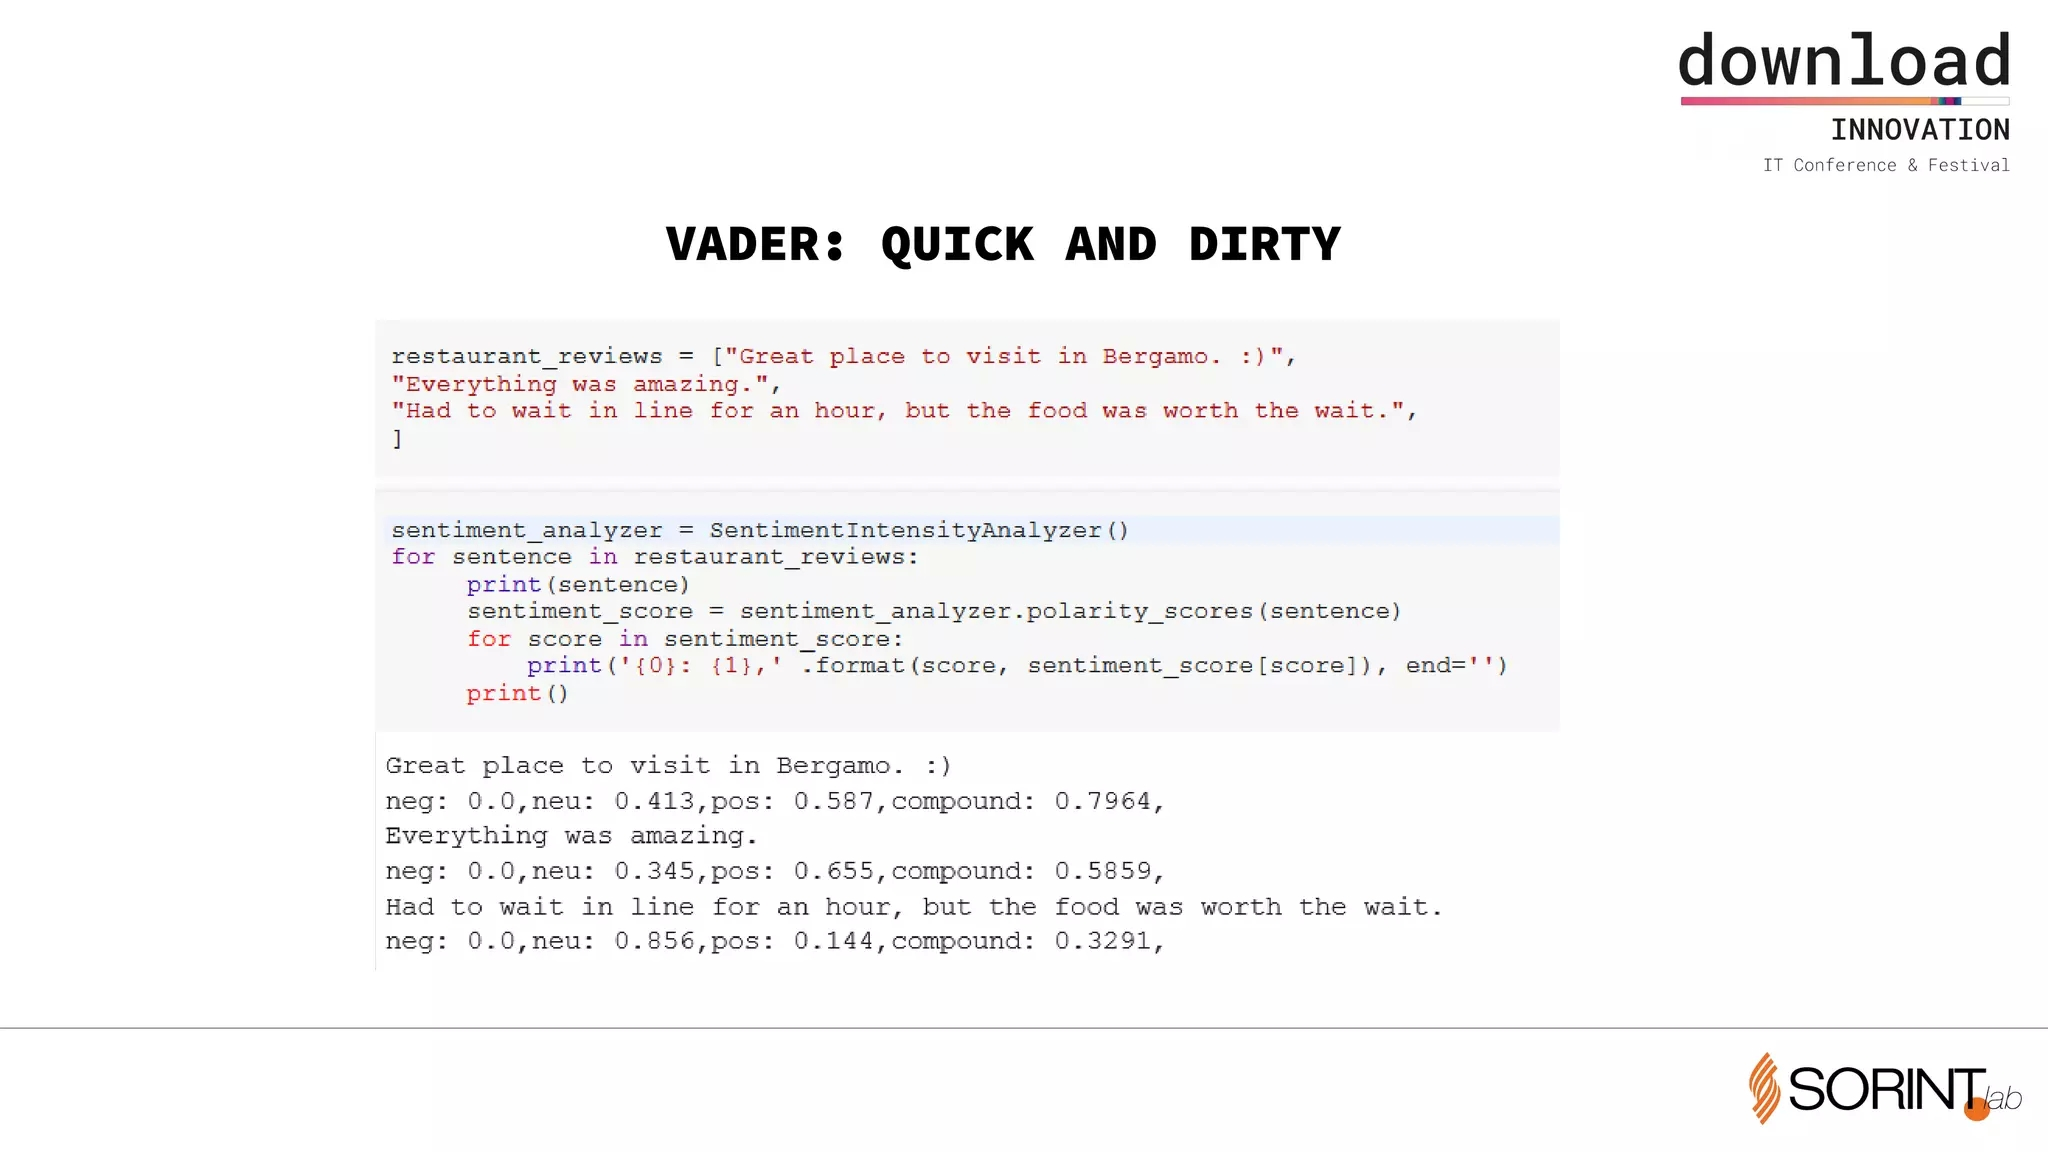 download
INNOVATION
IT Conference & Festival
VADER: QUICK AND DIRTY
restaurant_reviews = ["Great place to visit in Bergamo. :)",
"Everything was amazing.",
"Had to wait in line for an hour, but the food was worth the wait.",
]
sentiment_analyzer = SentimentIntensityAnalyzer()
for sentence in restaurant_reviews:
     print(sentence)
     sentiment_score = sentiment_analyzer.polarity_scores(sentence)
     for score in sentiment_score:
         print('{0}: {1},' .format(score, sentiment_score[score]), end='')
     print()
Great place to visit in Bergamo. :)
neg: 0.0,neu: 0.413,pos: 0.587,compound: 0.7964,
Everything was amazing.
neg: 0.0,neu: 0.345,pos: 0.655,compound: 0.5859,
Had to wait in line for an hour, but the food was worth the wait.
neg: 0.0,neu: 0.856,pos: 0.144,compound: 0.3291,
SORINT.lab